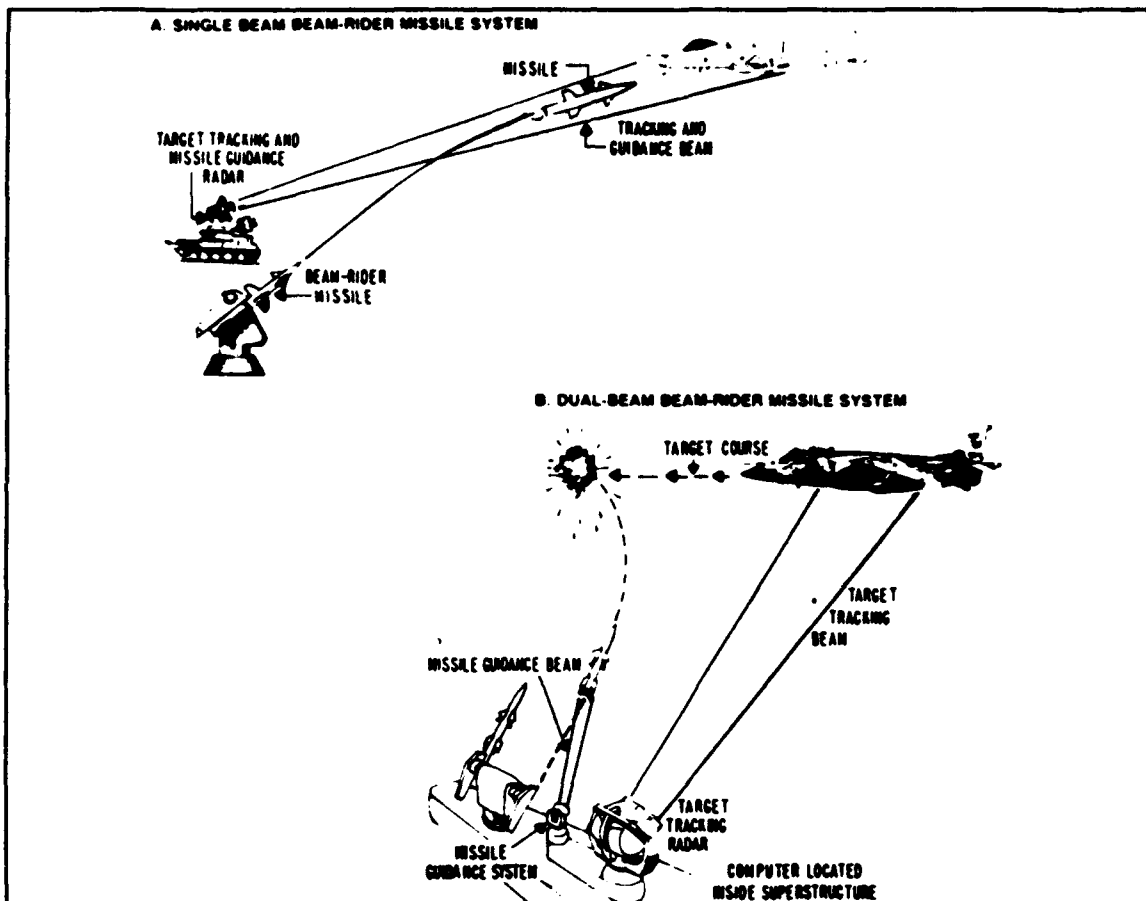 A. SINGLE BEAM BEAM-RIDER MISSILE SYSTEM
MISSILE
TRACKING AND
GUIDANCE BEAM
TARGET TRACKING AND
MISSILE GUIDANCE
RADAR
BEAM-RIDER
MISSILE
B. DUAL-BEAM BEAM-RIDER MISSILE SYSTEM
TARGET COURSE
TARGET
TRACKING
BEAM
MISSILE GUIDANCE BEAM
TARGET
TRACKING
RADAR
MISSILE
GUIDANCE SYSTEM
COMPUTER LOCATED
INSIDE SUPERSTRUCTURE